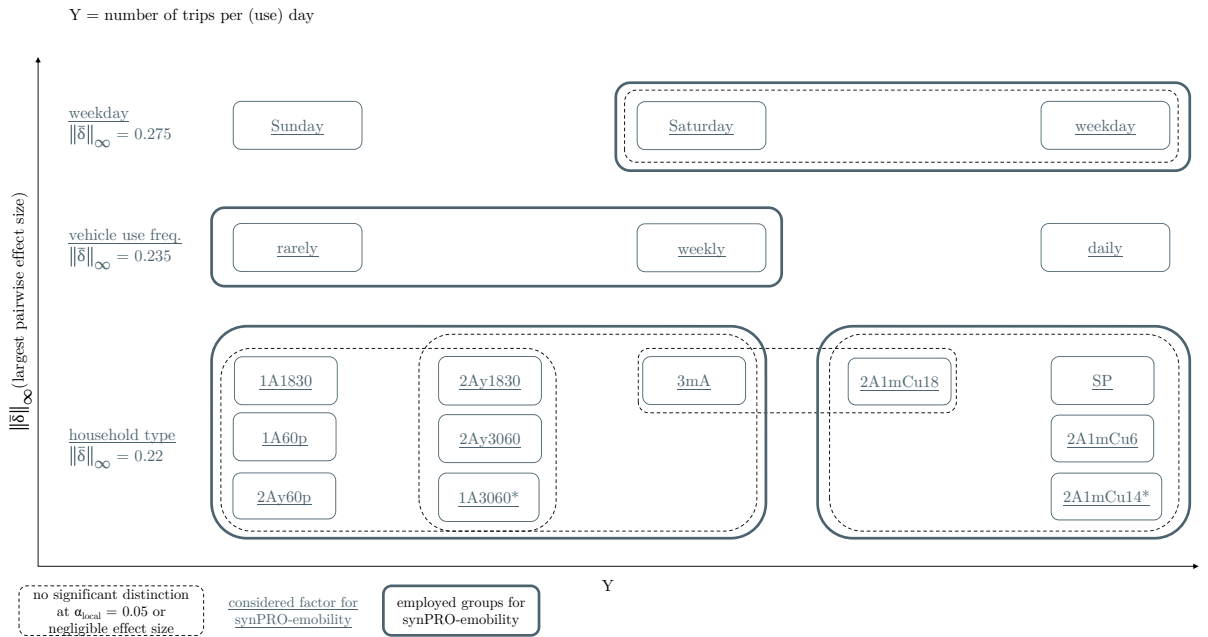 Y = number of trips per (use) day
weekday
‖δ̄‖∞ = 0.275
Sunday
Saturday
weekday
vehicle use freq.
‖δ̄‖∞ = 0.235
rarely
weekly
daily
‖δ̄‖∞(largest pairwise effect size)
household type
‖δ̄‖∞ = 0.22
1A1830
2Ay1830
3mA
2A1mCu18
SP
1A60p
2Ay3060
2A1mCu6
2Ay60p
1A3060*
2A1mCu14*
Y
no significant distinction
at αlocal = 0.05 or
negligible effect size
considered factor for
synPRO-emobility
employed groups for
synPRO-emobility